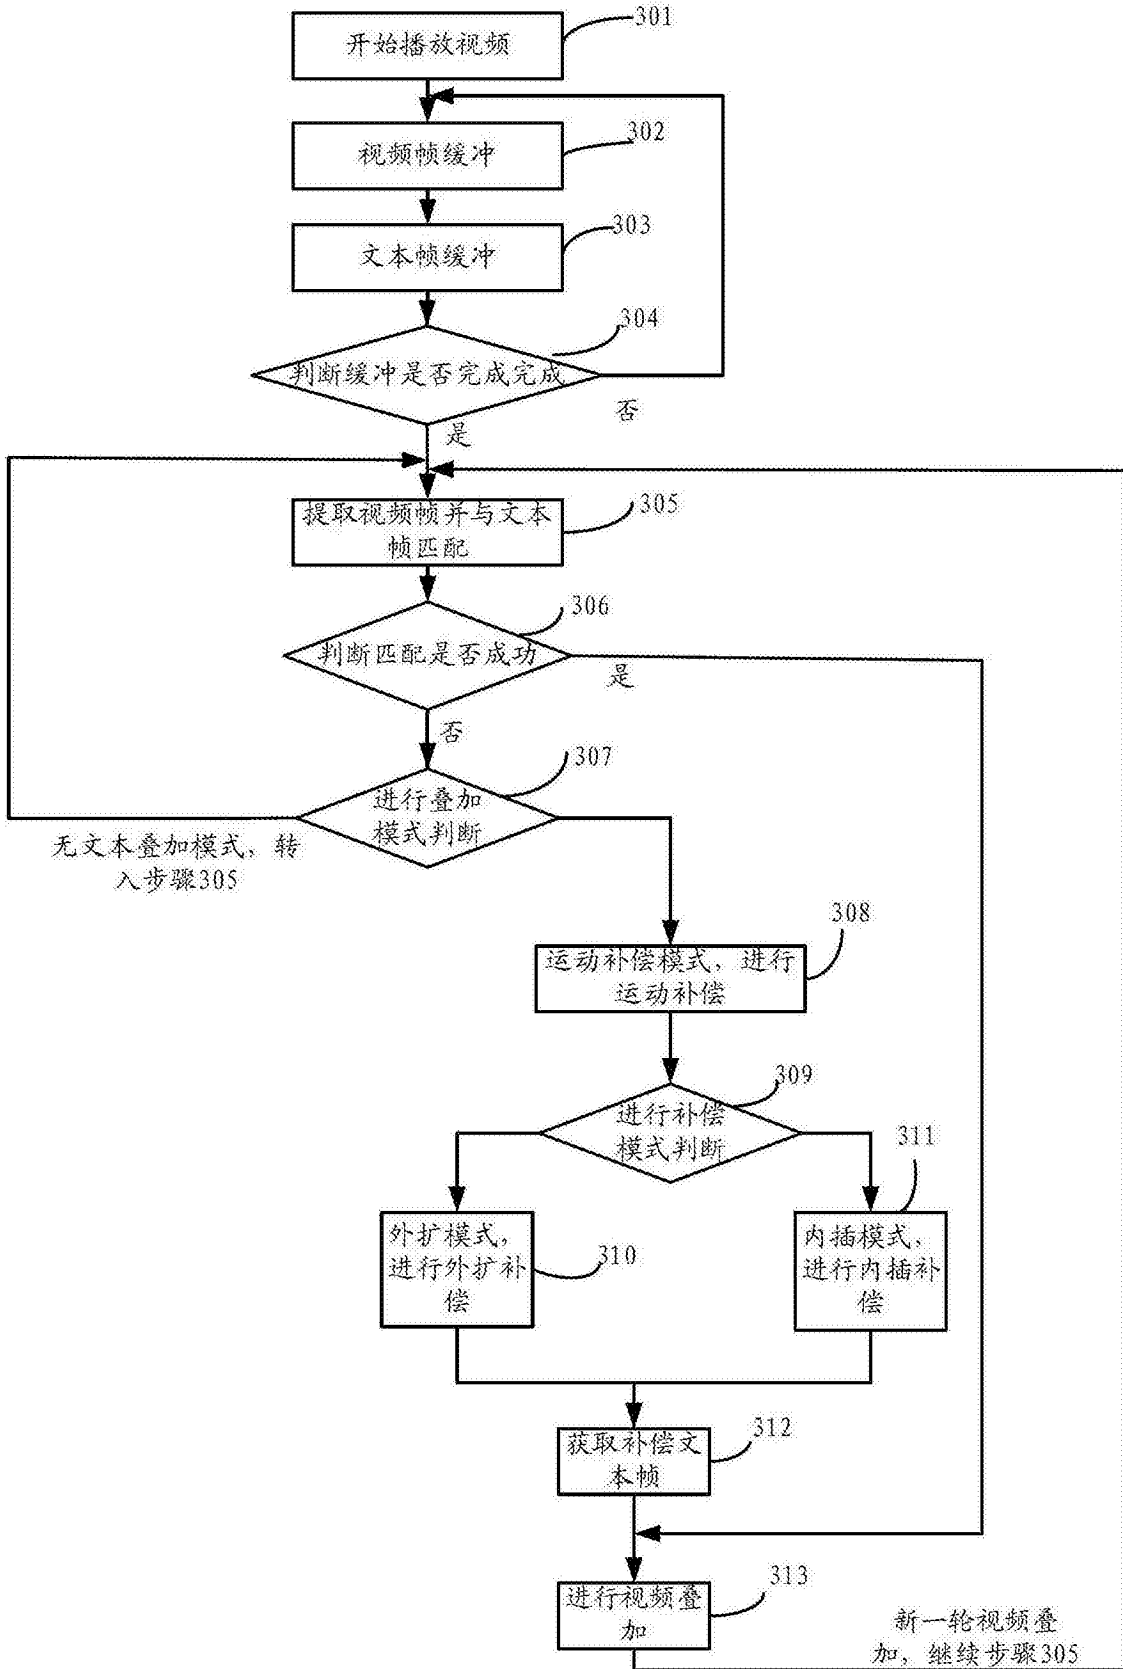 开始播放视频
301
视频帧缓冲
302
文本帧缓冲
303
判断缓冲是否完成完成
304
否
是
提取视频帧并与文本
帧匹配
305
判断匹配是否成功
306
是
否
进行叠加
模式判断
307
无文本叠加模式，转
入步骤305
运动补偿模式，进行
运动补偿
308
进行补偿
模式判断
309
外扩模式，
进行外扩补
偿
310
内插模式、
进行内插补
偿
311
获取补偿文
本帧
312
进行视频叠
加
313
新一轮视频叠
加，继续步骤305